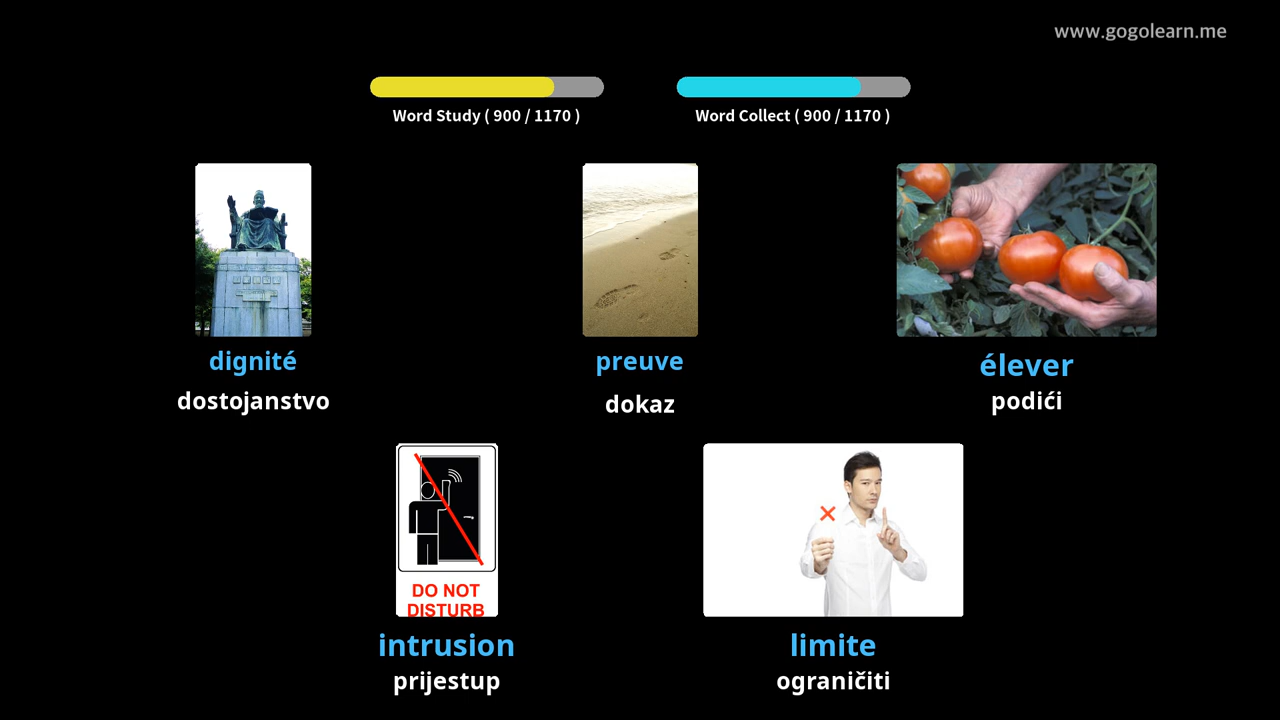 www.gogolearn.me
Word Study ( 900 / 1170 )
Word Collect ( 900 / 1170 )
dignité
dostojanstvo
preuve
dokaz
élever
podići
DO NOT
DISTURB
intrusion
prijestup
limite
ograničiti